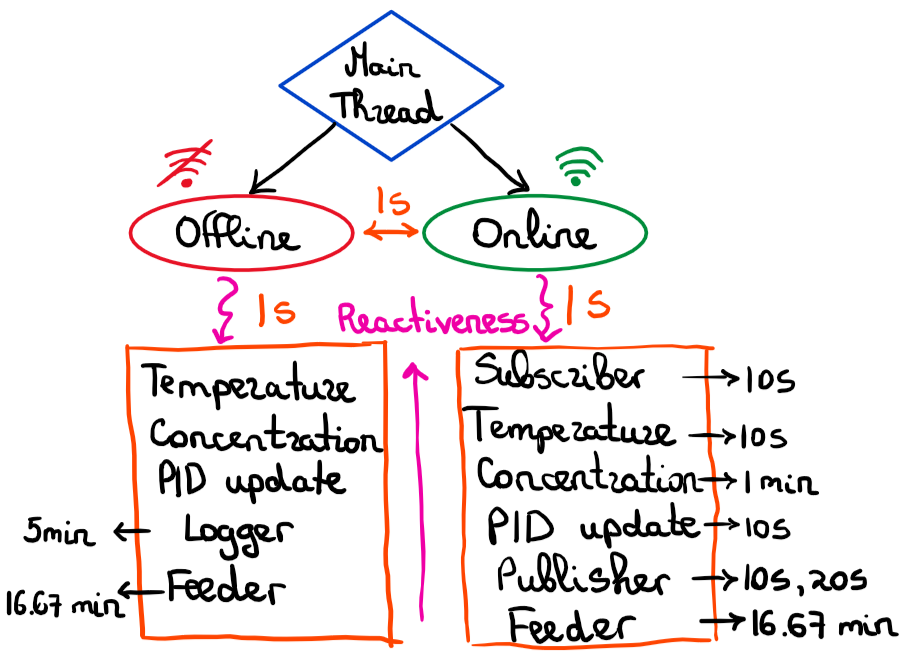 Main
Thread
1s
Offline
Online
1s
Reactiveness
1s
Temperature
Concentration
PID update
5min
Logger
16.67 min
Feeder
Subscriber
10s
Temperature
10s
Concentration
1 min
PID update
10s
Publisher
10s, 20s
Feeder
16.67 min